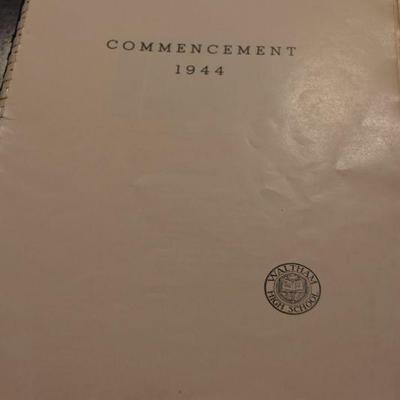 COMMENCEMENT
1944
WALTHAM
HIGH SCHOOL